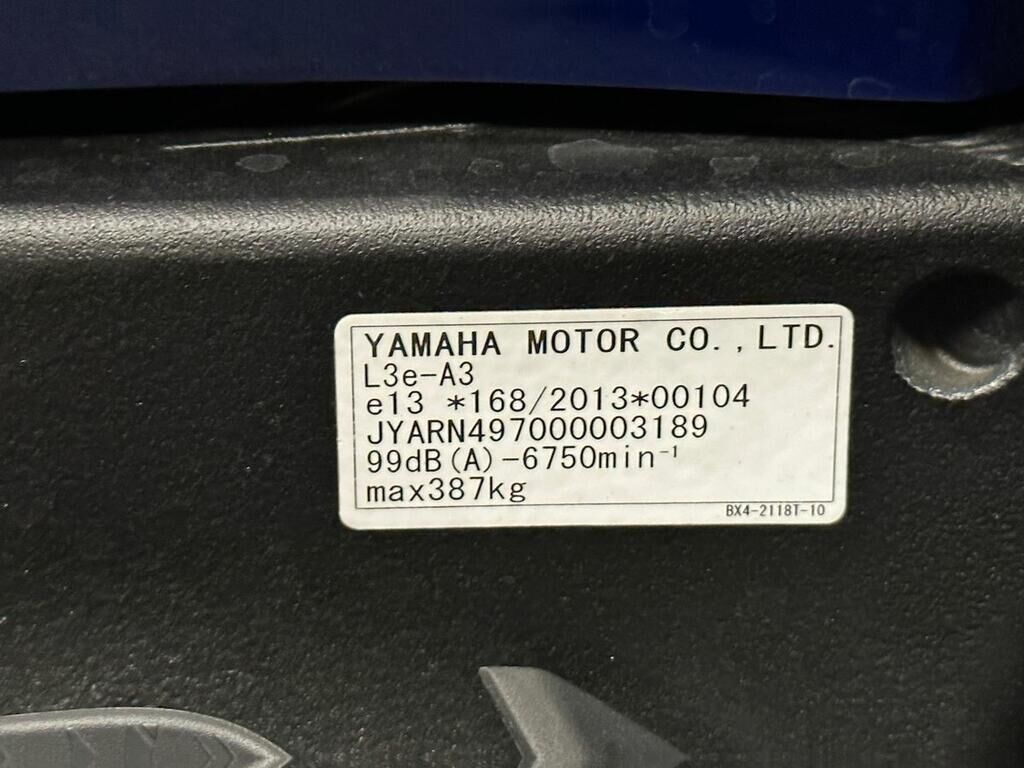 YAMAHA MOTOR CO.,LTD.
L3e-A3
e13 *168/2013*00104
JYARN497000003189
99dB(A)-6750min⁻¹
max387kg
BX4-2118T-10